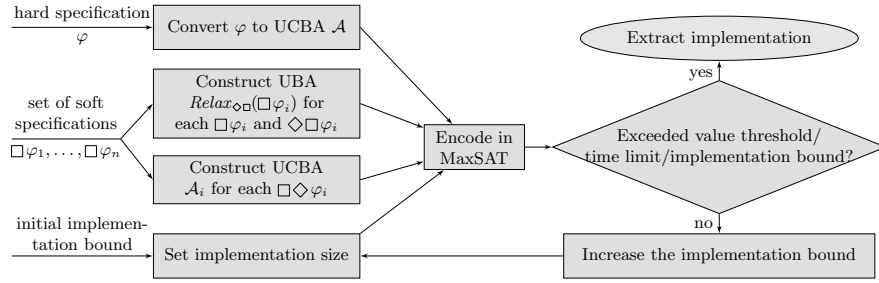 hard specification
φ
Convert φ to UCBA 𝒜
Extract implementation
set of soft
specifications
□φ₁, . . . , □φₙ
Construct UBA
Relax◇□(□φᵢ) for
each □φᵢ and ◇□φᵢ
Construct UCBA
𝒜ᵢ for each □◇φᵢ
Encode in
MaxSAT
yes
Exceeded value threshold/
time limit/implementation bound?
no
initial implemen-
tation bound
Set implementation size
Increase the implementation bound